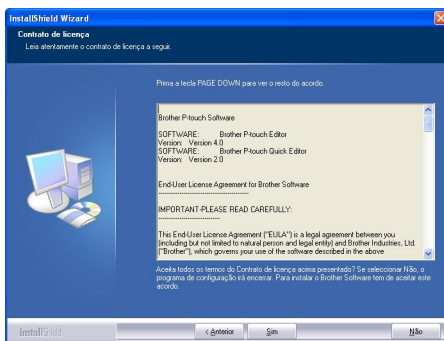 InstallShield Wizard
Contrato de licença
Leia atentamente o contrato de licença a seguir.
Prima a tecla PAGE DOWN para ver o resto do acordo.
Brother P-touch Software
SOFTWARE: Brother P-touch Editor
Version: Version 4.0
SOFTWARE: Brother P-touch Quick Editor
Version: Version 2.0
End-User License Agreement for Brother Software
----------------------------------------
IMPORTANT-PLEASE READ CAREFULLY:
----------------------------
This End-User License Agreement ("EULA") is a legal agreement between you
(including but not limited to natural person and legal entity) and Brother Industries, Ltd.
("Brother"), which governs your use of the software described in the above
Aceita todos os termos do Contrato de licença acima presentado? Se seleccionar Não, o
programa de configuração irá encerrar. Para instalar o Brother Software tem de aceitar este
acordo.
InstallShield
< Anterior
Sim
Não